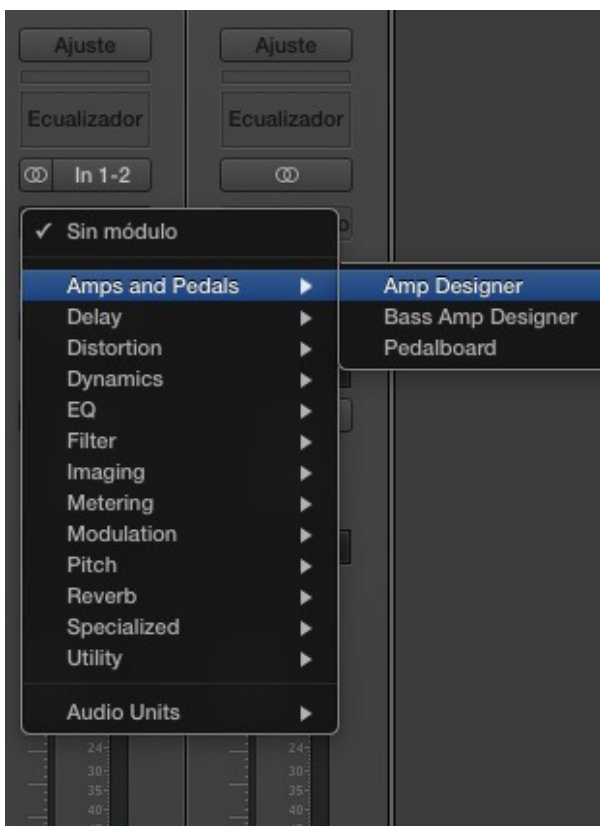 Ajuste Ajuste
Ecualizador Ecualizador
In 1-2
✓ Sin módulo
Amps and Pedals
Delay
Distortion
Dynamics
EQ
Filter
Imaging
Metering
Modulation
Pitch
Reverb
Specialized
Utility
Audio Units
Amp Designer
Bass Amp Designer
Pedalboard
24 24
30 30
35 35
40 40